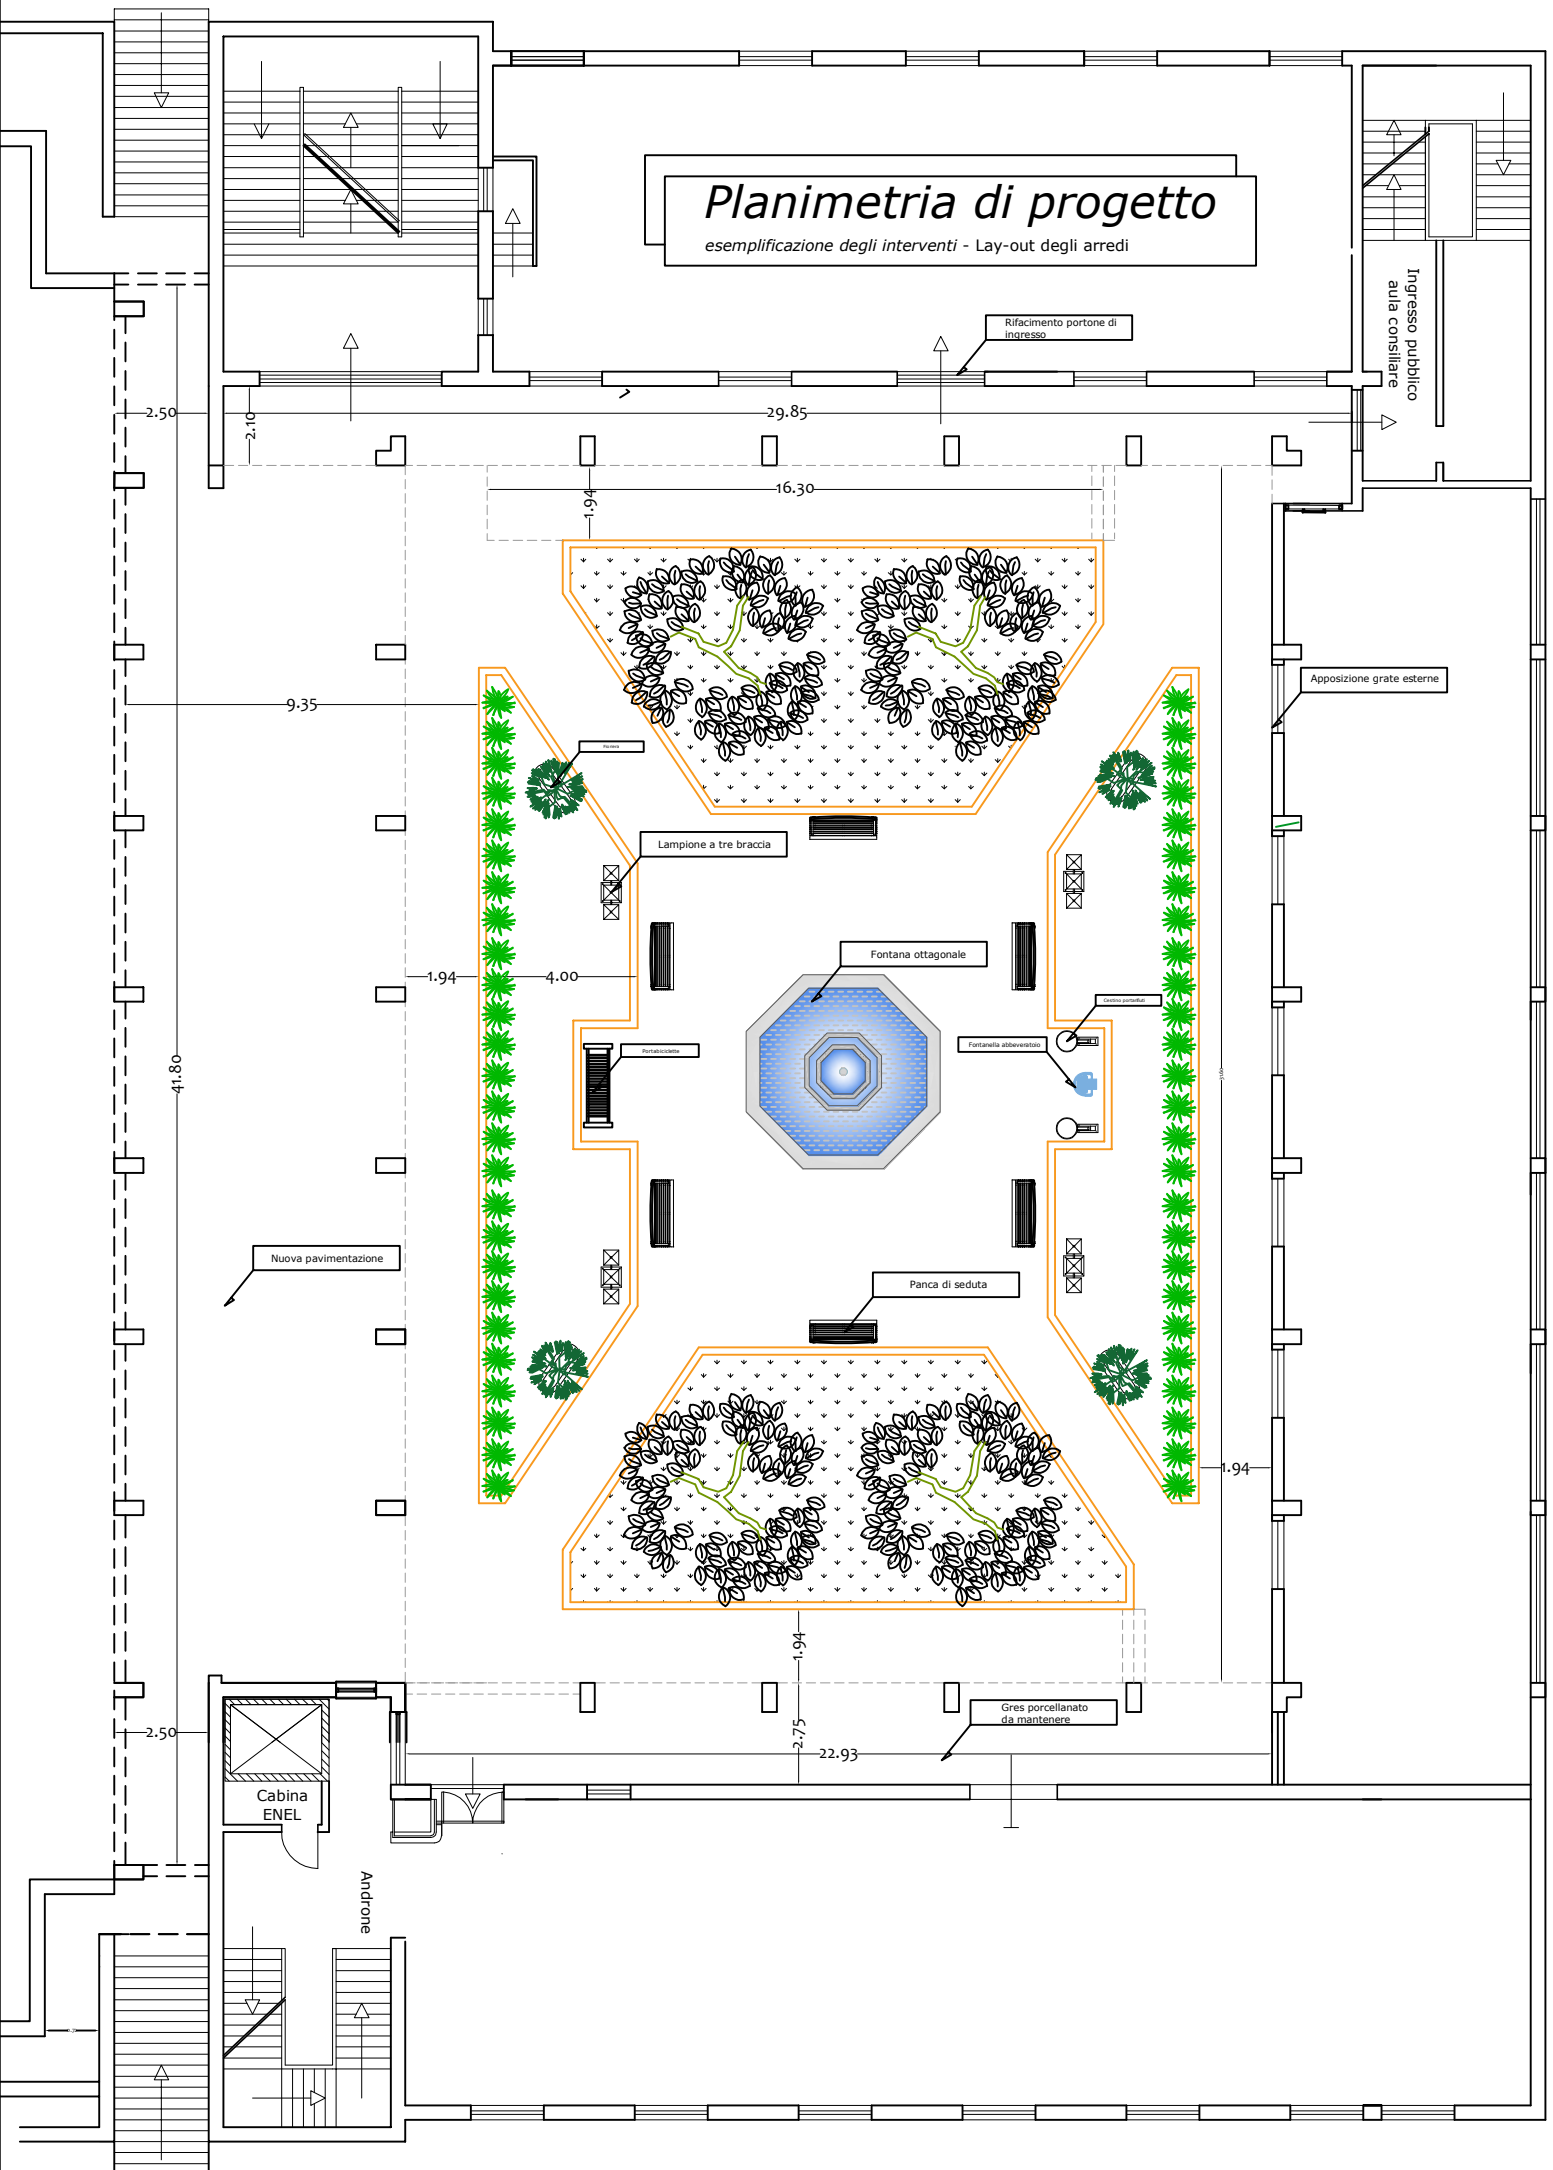 Planimetria di progetto
esemplificazione degli interventi - Lay-out degli arredi
Ingresso pubblico
aula consiliare
Rifacimento portone di
ingresso
2.50
2.10
29.85
16.30
1.94
Apposizione grate esterne
9.35
Fioriera
Lampione a tre braccia
Fontana ottagonale
1.94
4.00
Cestino portarifiuti
Fontanella abbeveratoio
Portabiciclette
41.80
Nuova pavimentazione
Panca di seduta
1.94
1.94
Gres porcellanato
da mantenere
2.50
2.75
22.93
Cabina
ENEL
Androne